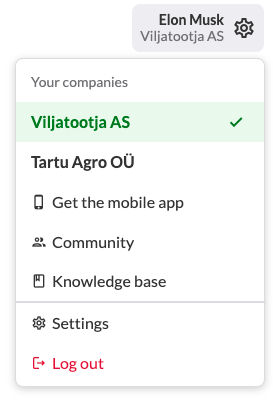 Elon Musk
Viljatootja AS
Your companies
Viljatootja AS
Tartu Agro OÜ
Get the mobile app
Community
Knowledge base
Settings
Log out